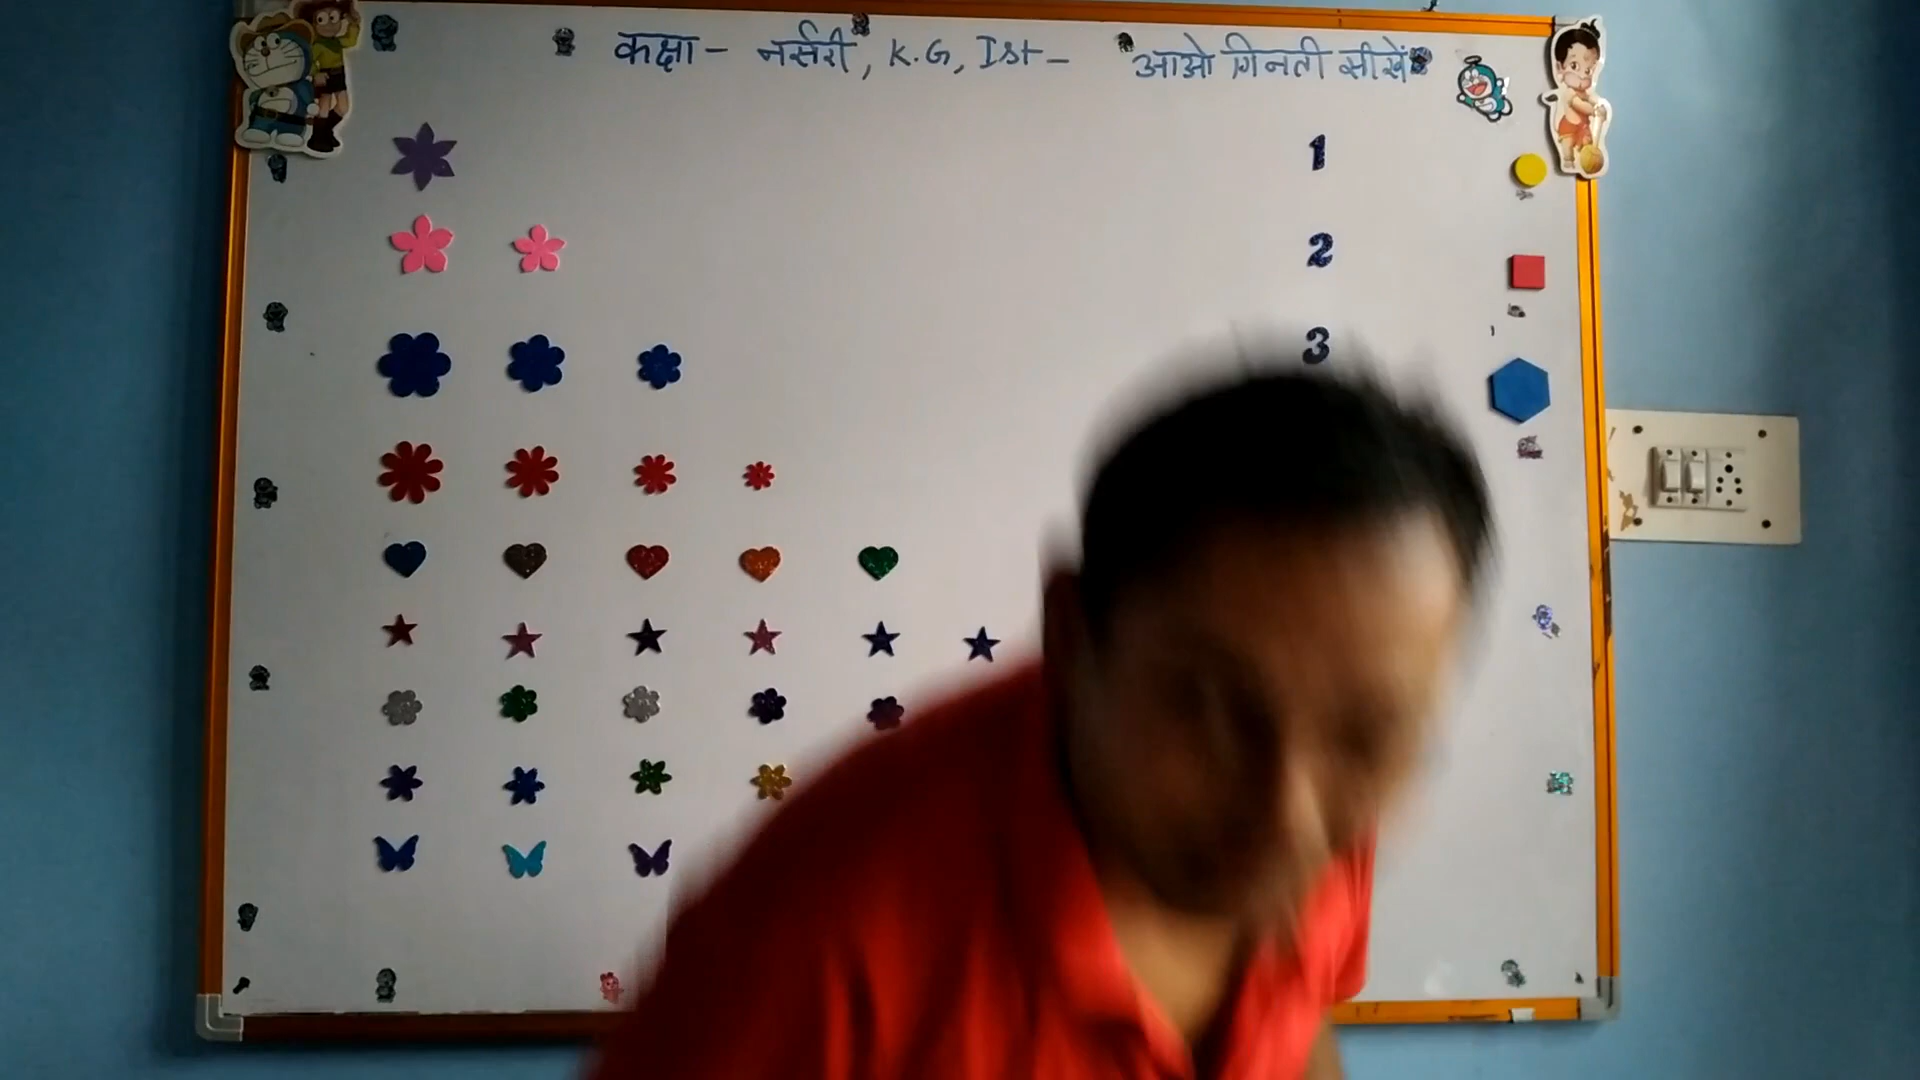 कक्षा - नर्सरी, K.G, Ist - आओ गिनती सीखें
1
2
3